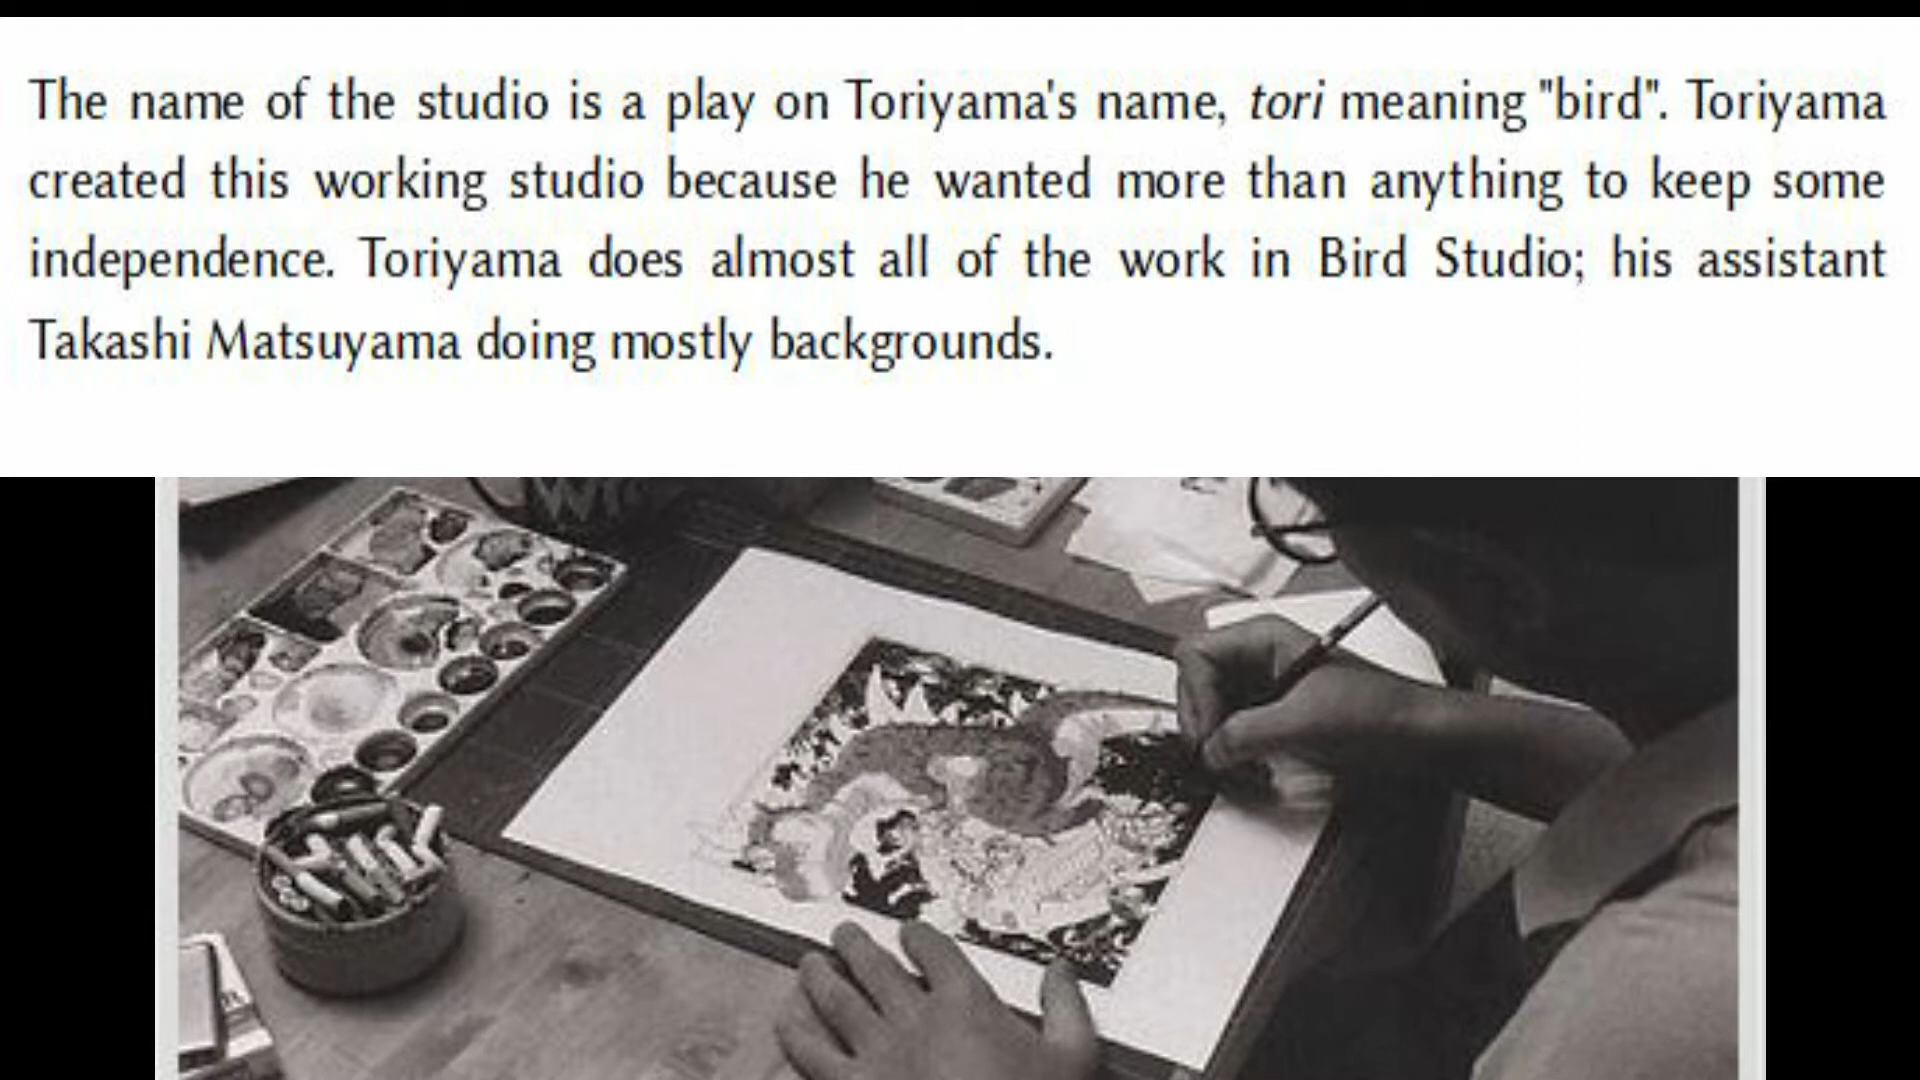 The name of the studio is a play on Toriyama's name, tori meaning "bird". Toriyama
created this working studio because he wanted more than anything to keep some
independence. Toriyama does almost all of the work in Bird Studio; his assistant
Takashi Matsuyama doing mostly backgrounds.